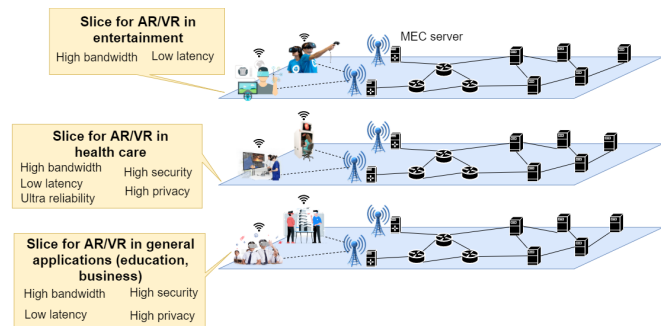 Slice for AR/VR in
entertainment
High bandwidth Low latency
MEC server
Slice for AR/VR in
health care
High bandwidth
Low latency
Ultra reliability
High security
High privacy
Slice for AR/VR in general
applications (education,
business)
High bandwidth High security
Low latency High privacy